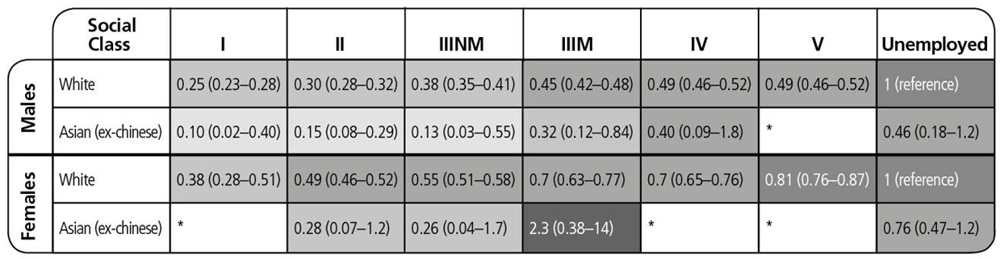 Social Class I II IIINM IIIM IV V Unemployed
Males
White 0.25 (0.23–0.28) 0.30 (0.28–0.32) 0.38 (0.35–0.41) 0.45 (0.42–0.48) 0.49 (0.46–0.52) 0.49 (0.46–0.52) 1 (reference)
Asian (ex-chinese) 0.10 (0.02–0.40) 0.15 (0.08–0.29) 0.13 (0.03–0.55) 0.32 (0.12–0.84) 0.40 (0.09–1.8) * 0.46 (0.18–1.2)
Females
White 0.38 (0.28–0.51) 0.49 (0.46–0.52) 0.55 (0.51–0.58) 0.7 (0.63–0.77) 0.7 (0.65–0.76) 0.81 (0.76–0.87) 1 (reference)
Asian (ex-chinese) * 0.28 (0.07–1.2) 0.26 (0.04–1.7) 2.3 (0.38–14) * * 0.76 (0.47–1.2)